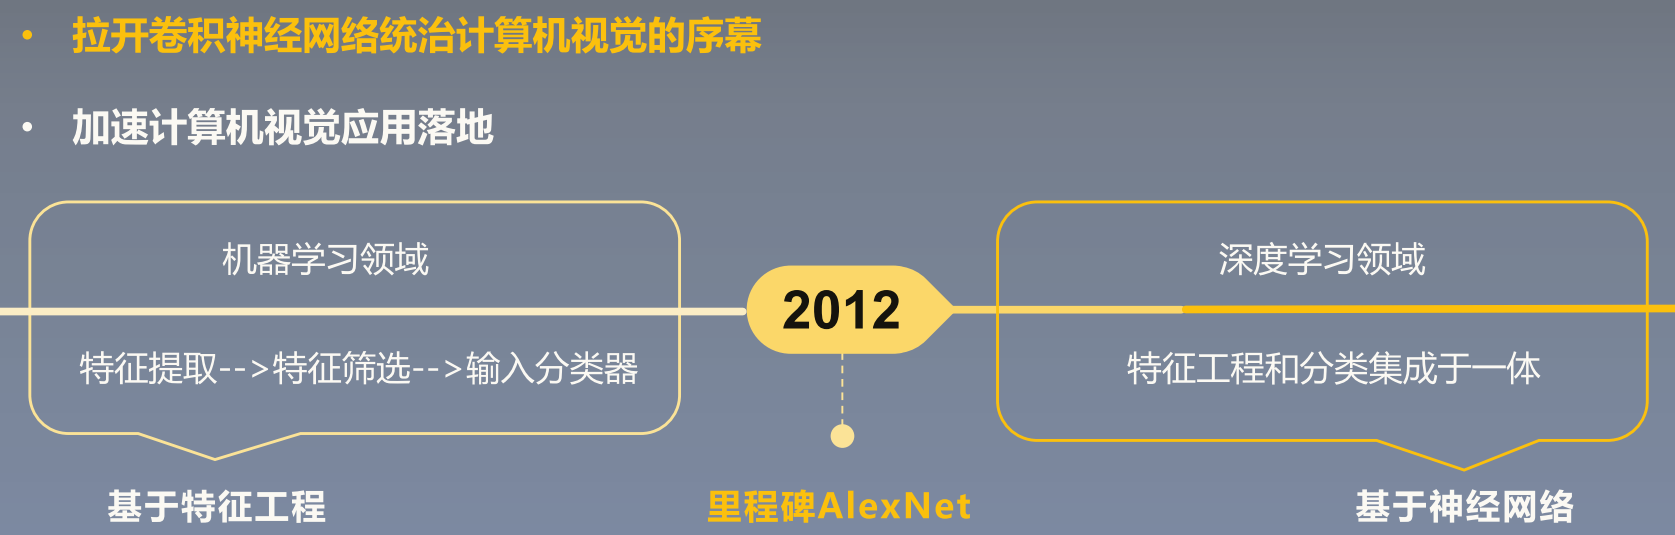 • 拉开卷积神经网络统治计算机视觉的序幕
• 加速计算机视觉应用落地
机器学习领域
特征提取-->特征筛选-->输入分类器
基于特征工程
2012
里程碑AlexNet
深度学习领域
特征工程和分类集成于一体
基于神经网络